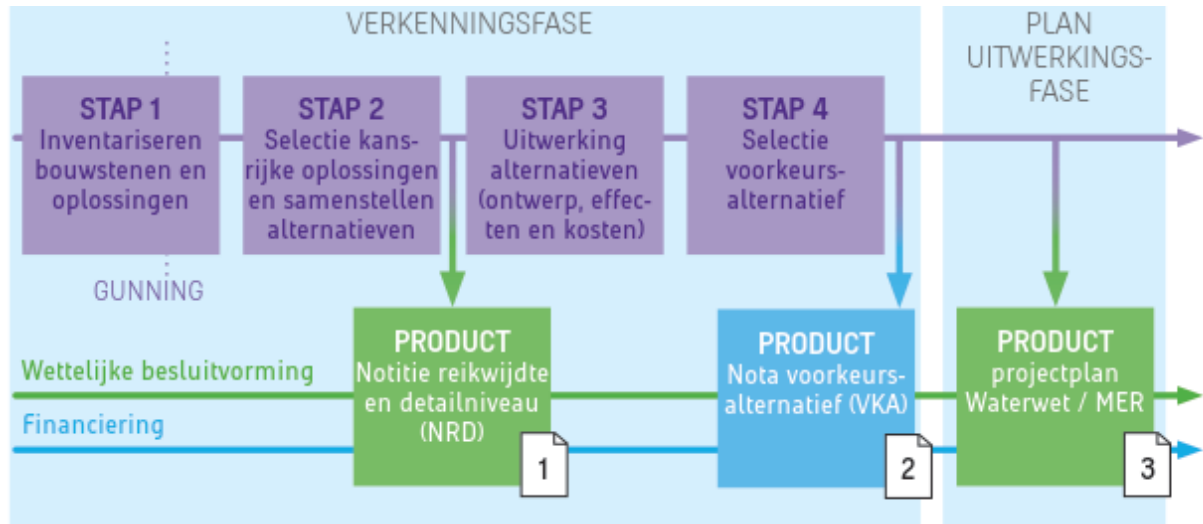 VERKENNINGSFASE
PLAN
UITWERKINGS-
FASE
STAP 1
Inventariseren
bouwstenen en
oplossingen
STAP 2
Selectie kans-
rijke oplossingen
en samenstellen
alternatieven
STAP 3
Uitwerking
alternatieven
(ontwerp, effec-
ten en kosten)
STAP 4
Selectie
voorkeurs-
alternatief
GUNNING
Wettelijke besluitvorming
Financiering
PRODUCT
Notitie reikwijdte
en detailniveau
(NRD)
1
PRODUCT
Nota voorkeurs-
alternatief (VKA)
2
PRODUCT
projectplan
Waterwet / MER
3